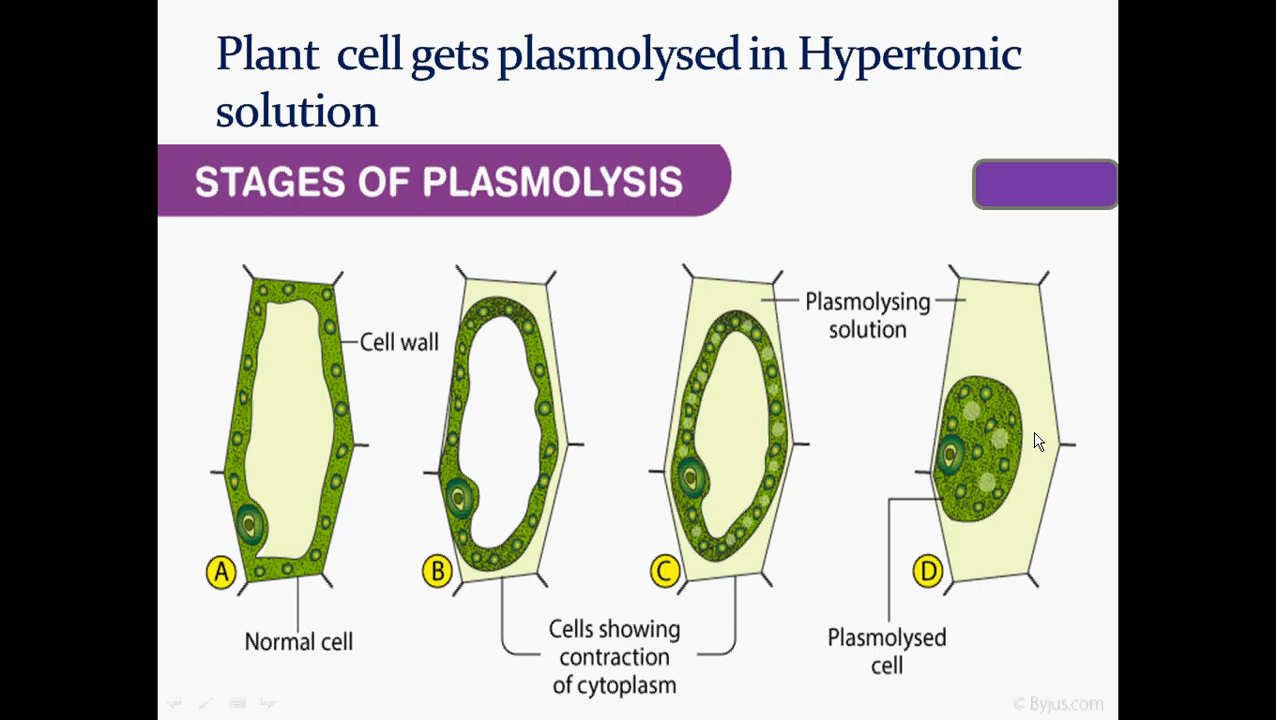 Plant cell gets plasmolysed in Hypertonic
solution
STAGES OF PLASMOLYSIS
Cell wall
Plasmolysing
solution
A
B
C
D
Normal cell
Cells showing
contraction
of cytoplasm
Plasmolysed
cell
© Byjus.com